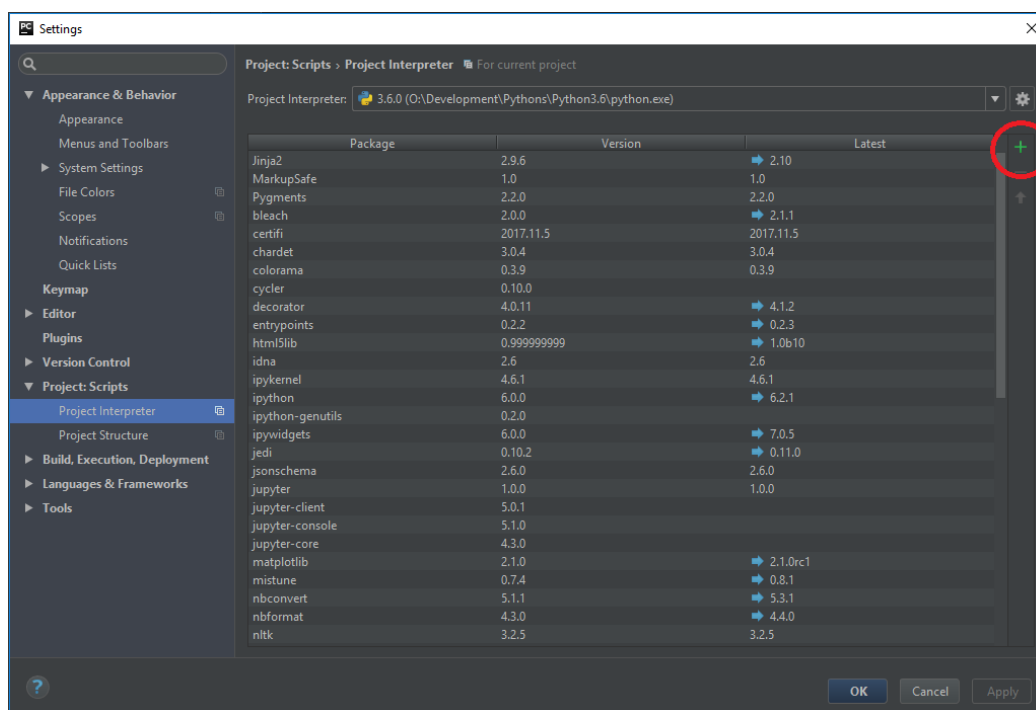 PC Settings
Project: Scripts › Project Interpreter For current project
Appearance & Behavior
Appearance
Menus and Toolbars
System Settings
File Colors
Scopes
Notifications
Quick Lists
Keymap
Editor
Plugins
Version Control
Project: Scripts
Project Interpreter
Project Structure
Build, Execution, Deployment
Languages & Frameworks
Tools
Project Interpreter: 3.6.0 (O:\Development\Pythons\Python3.6\python.exe)
Package Version Latest
Jinja2 2.9.6 2.10
MarkupSafe 1.0 1.0
Pygments 2.2.0 2.2.0
bleach 2.0.0 2.1.1
certifi 2017.11.5 2017.11.5
chardet 3.0.4 3.0.4
colorama 0.3.9 0.3.9
cycler 0.10.0
decorator 4.0.11 4.1.2
entrypoints 0.2.2 0.2.3
html5lib 0.999999999 1.0b10
idna 2.6 2.6
ipykernel 4.6.1 4.6.1
ipython 6.0.0 6.2.1
ipython-genutils 0.2.0
ipywidgets 6.0.0 7.0.5
jedi 0.10.2 0.11.0
jsonschema 2.6.0 2.6.0
jupyter 1.0.0 1.0.0
jupyter-client 5.0.1
jupyter-console 5.1.0
jupyter-core 4.3.0
matplotlib 2.1.0 2.1.0rc1
mistune 0.7.4 0.8.1
nbconvert 5.1.1 5.3.1
nbformat 4.3.0 4.4.0
nltk 3.2.5 3.2.5
? OK Cancel Apply